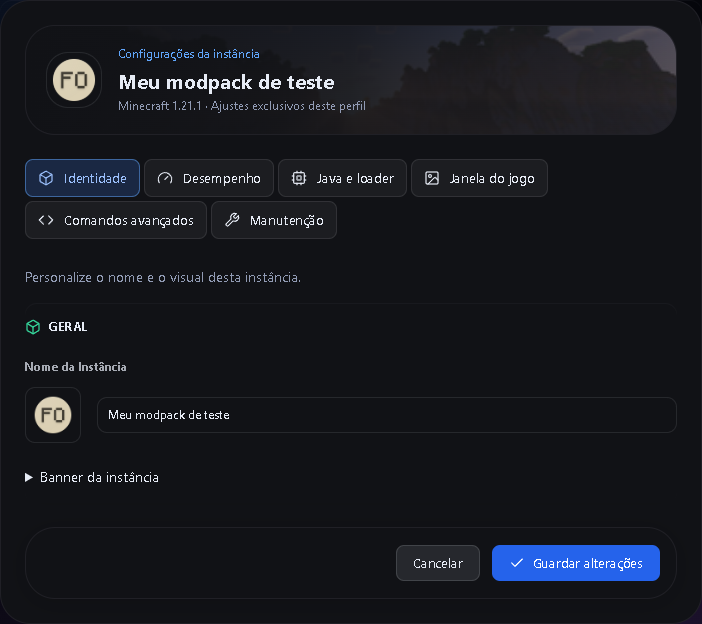 FO
Configurações da instância
Meu modpack de teste
Minecraft 1.21.1 · Ajustes exclusivos deste perfil
Identidade
Desempenho
Java e loader
Janela do jogo
Comandos avançados
Manutenção
Personalize o nome e o visual desta instância.
GERAL
Nome da Instância
FO
Meu modpack de teste
Banner da instância
Cancelar
Guardar alterações